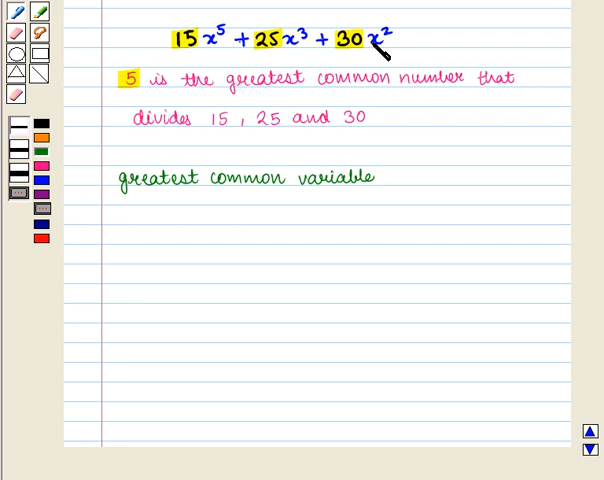 15x⁵ + 25x³ + 30x²
5 is the greatest common number that
divides 15, 25 and 30
greatest common variable